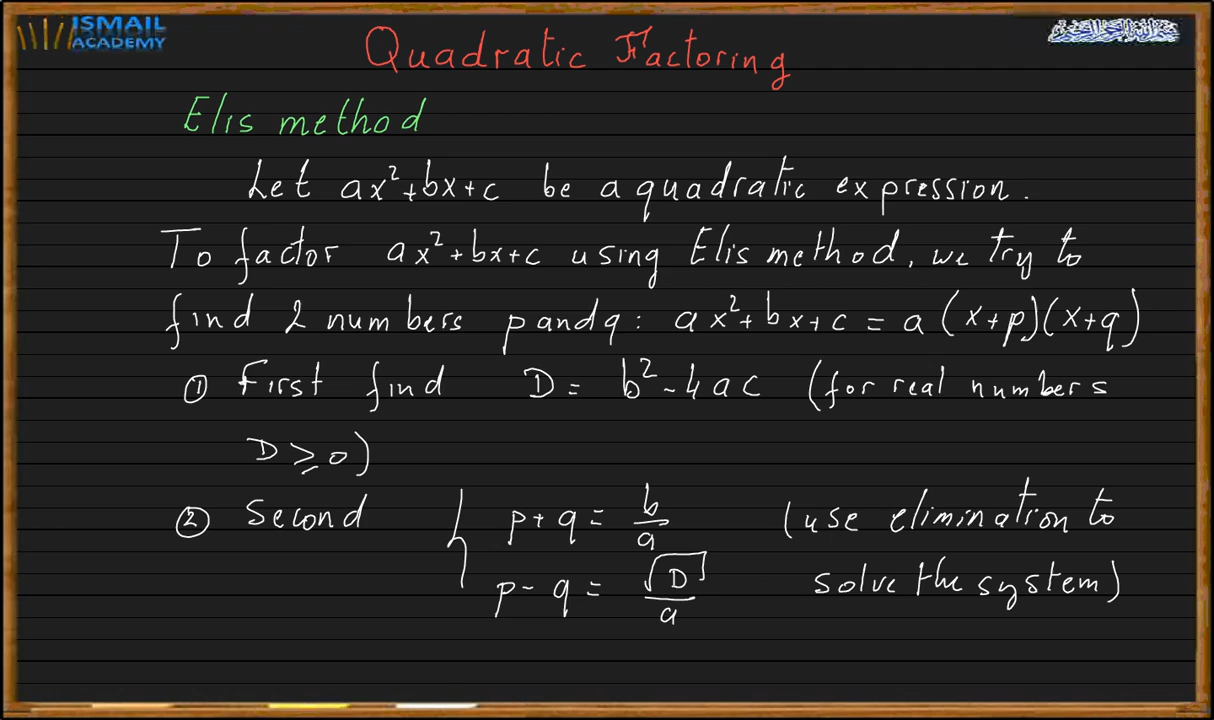 ISMAIL
ACADEMY
Quadratic Factoring
Elis method
Let ax²+bx+c be a quadratic expression.
To factor ax²+bx+c using Elis method, we try to
find 2 numbers p and q: ax²+bx+c = a(x+p)(x+q)
① First find D = b²-4ac (for real numbers
D ⩾ 0)
② Second { p+q = b/a (use elimination to
p-q = √D/a solve the system)